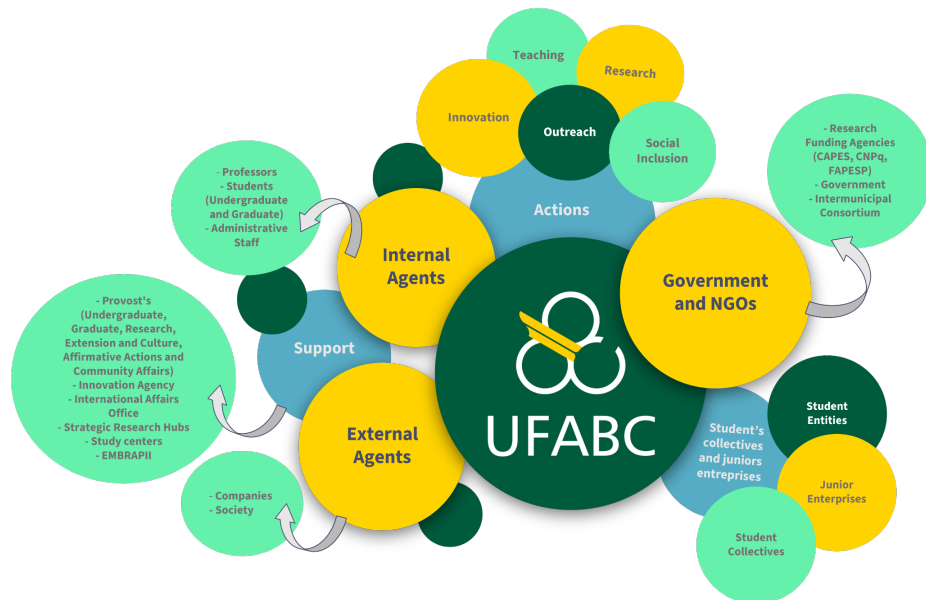 Teaching
Research
Innovation
Outreach
Social
Inclusion
Actions
- Research
Funding Agencies
(CAPES, CNPq,
FAPESP)
- Government
- Intermunicipal
Consortium
- Professors
- Students
(Undergraduate
and Graduate)
- Administrative
Staff
Internal
Agents
Government
and NGOs
- Provost's
(Undergraduate,
Graduate, Research,
Extension and Culture,
Affirmative Actions and
Community Affairs)
- Innovation Agency
- International Affairs
Office
- Strategic Research Hubs
- Study centers
- EMBRAPII
Support
External
Agents
UFABC
- Companies
- Society
Student's
collectives
and juniors
entreprises
Student
Entities
Junior
Enterprises
Student
Collectives